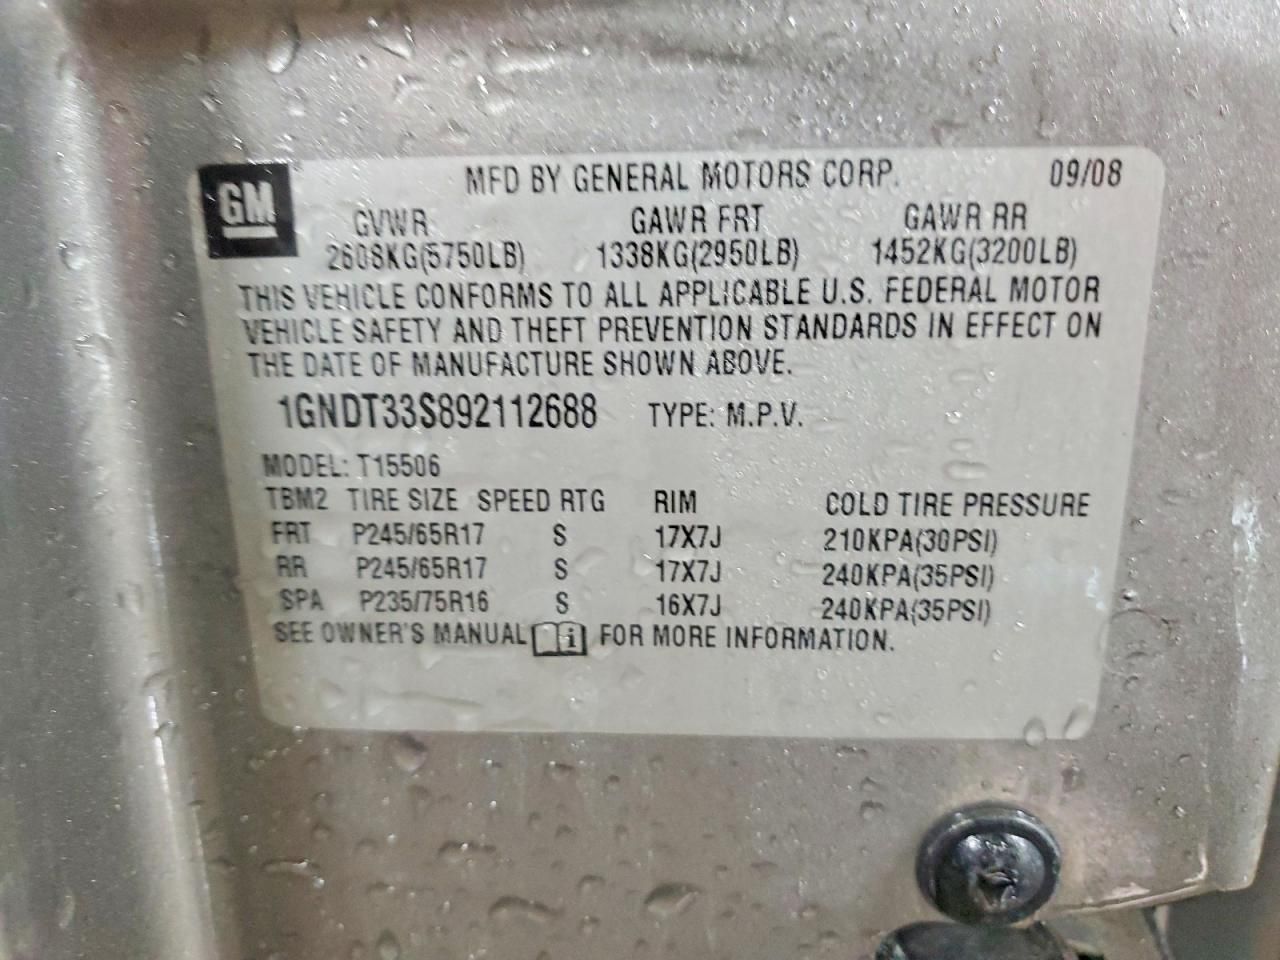 GM
MFD BY GENERAL MOTORS CORP. 09/08
GVWR GAWR FRT GAWR RR
2608KG(5750LB) 1338KG(2950LB) 1452KG(3200LB)
THIS VEHICLE CONFORMS TO ALL APPLICABLE U.S. FEDERAL MOTOR
VEHICLE SAFETY AND THEFT PREVENTION STANDARDS IN EFFECT ON
THE DATE OF MANUFACTURE SHOWN ABOVE.
1GNDT33S892112688 TYPE: M.P.V.
MODEL: T15506
TBM2 TIRE SIZE SPEED RTG RIM COLD TIRE PRESSURE
FRT P245/65R17 S 17X7J 210KPA(30PSI)
RR P245/65R17 S 17X7J 240KPA(35PSI)
SPA P235/75R16 S 16X7J 240KPA(35PSI)
SEE OWNER'S MANUAL i FOR MORE INFORMATION.